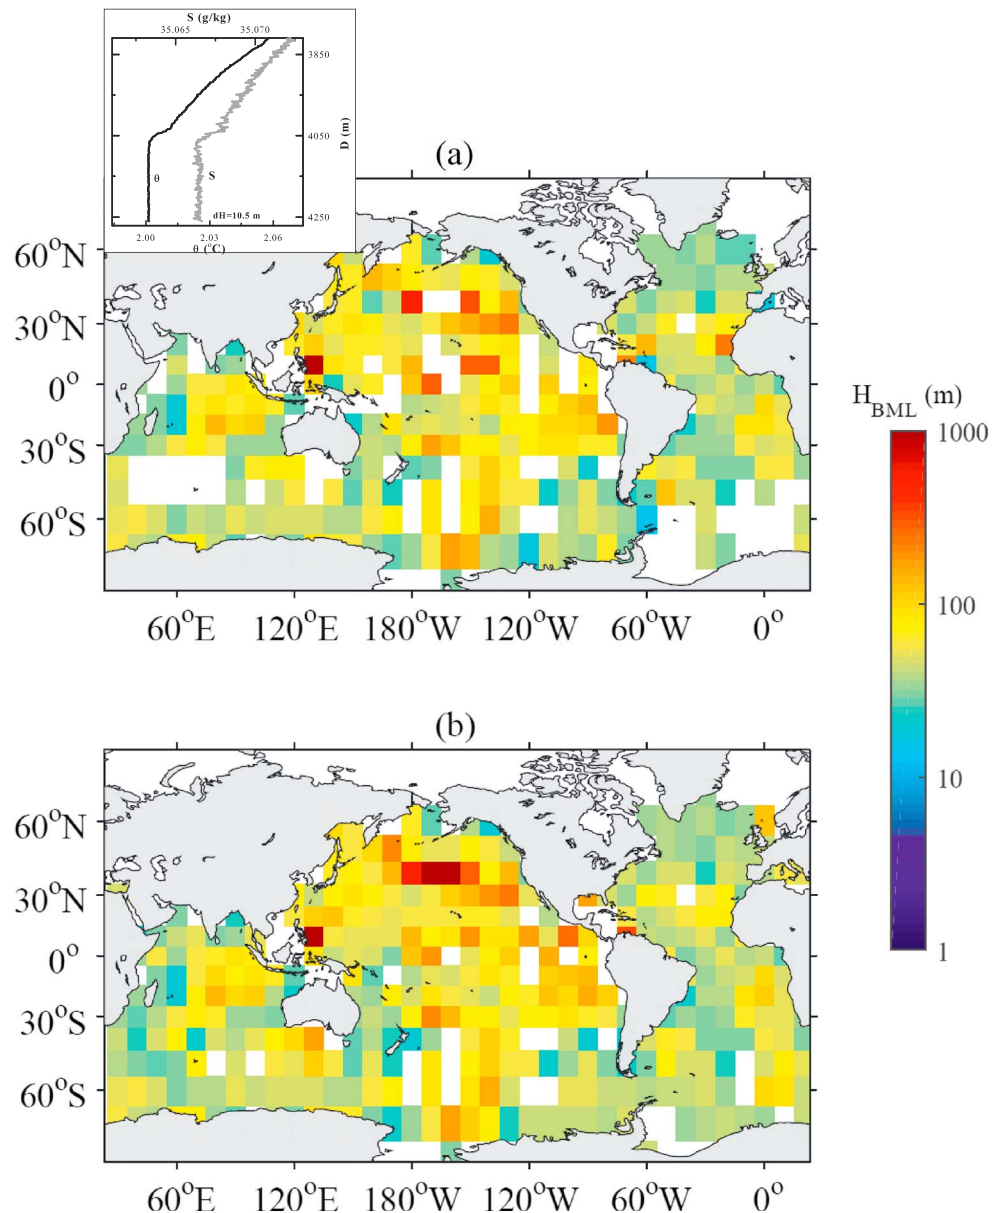 S (g/kg)
35.065 35.070
3850
4050
D (m)
4250
θ
S
dH=10.5 m
2.00 2.03 2.06
θ (°C)
(a)
60°N
30°N
0°
30°S
60°S
60°E 120°E 180°W 120°W 60°W 0°
H_BML (m)
1000
100
10
1
(b)
60°N
30°N
0°
30°S
60°S
60°E 120°E 180°W 120°W 60°W 0°